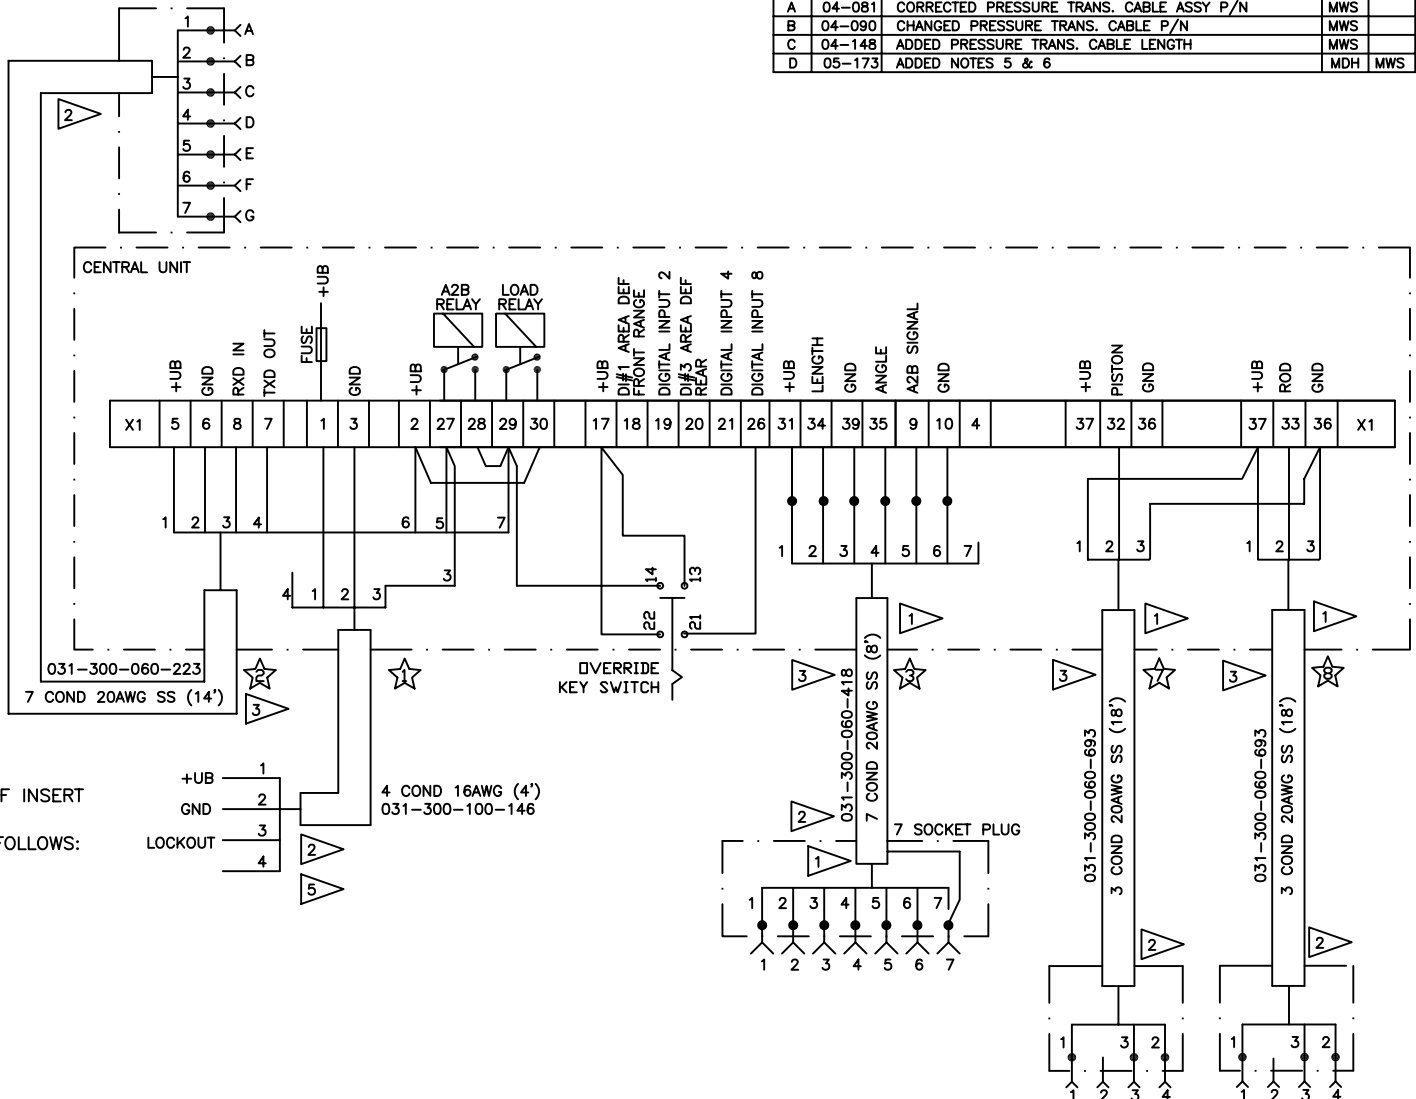 A 04-081 CORRECTED PRESSURE TRANS. CABLE ASSY P/N MWS
B 04-090 CHANGED PRESSURE TRANS. CABLE P/N MWS
C 04-148 ADDED PRESSURE TRANS. CABLE LENGTH MWS
D 05-173 ADDED NOTES 5 & 6 MDH MWS
1 A
2 B
3 C
4 D
5 E
6 F
7 G
2
CENTRAL UNIT
+UB
GND
RXD IN
TXD OUT
FUSE
+UB
GND
A2B
RELAY
LOAD
RELAY
+UB
+UB
DI#1 AREA DEF
FRONT RANGE
DIGITAL INPUT 2
DI#3 AREA DEF
REAR
DIGITAL INPUT 4
DIGITAL INPUT 8
+UB
LENGTH
GND
ANGLE
A2B SIGNAL
GND
+UB
PISTON
GND
+UB
ROD
GND
X1 5 6 8 7 1 3 2 27 28 29 30 17 18 19 20 21 26 31 34 39 35 9 10 4 37 32 36 37 33 36 X1
1 2 3 4 6 5 7
4 1 2 3 3
14 13
22 21
OVERRIDE
KEY SWITCH
1 2 3 4 5 6 7
1 2 3
1 2 3
1
1
1
031-300-060-223
7 COND 20AWG SS (14')
2
3
1
3
3
3
7
3
8
031-300-060-418
7 COND 20AWG SS (8')
031-300-060-693
3 COND 20AWG SS (18')
031-300-060-693
3 COND 20AWG SS (18')
F INSERT
FOLLOWS:
+UB 1
GND 2
LOCKOUT 3
4
4 COND 16AWG (4')
031-300-100-146
2
5
2
7 SOCKET PLUG
1
1 2 3 4 5 6 7
1 2 3 4 5 6 7
2
2
1 3 2
1 2 3 4
1 3 2
1 2 3 4